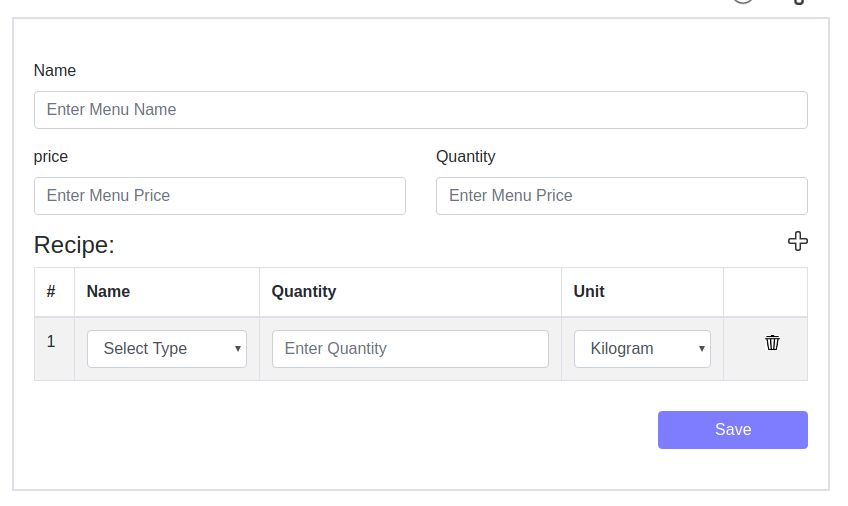 Name
Enter Menu Name
price Quantity
Enter Menu Price Enter Menu Price
Recipe:
# Name Quantity Unit
1 Select Type Enter Quantity Kilogram
Save